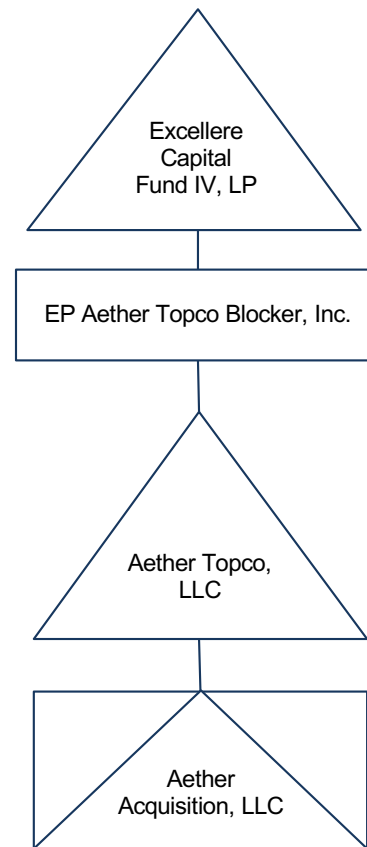 Excellere
Capital
Fund IV, LP
EP Aether Topco Blocker, Inc.
Aether Topco,
LLC
Aether
Acquisition, LLC